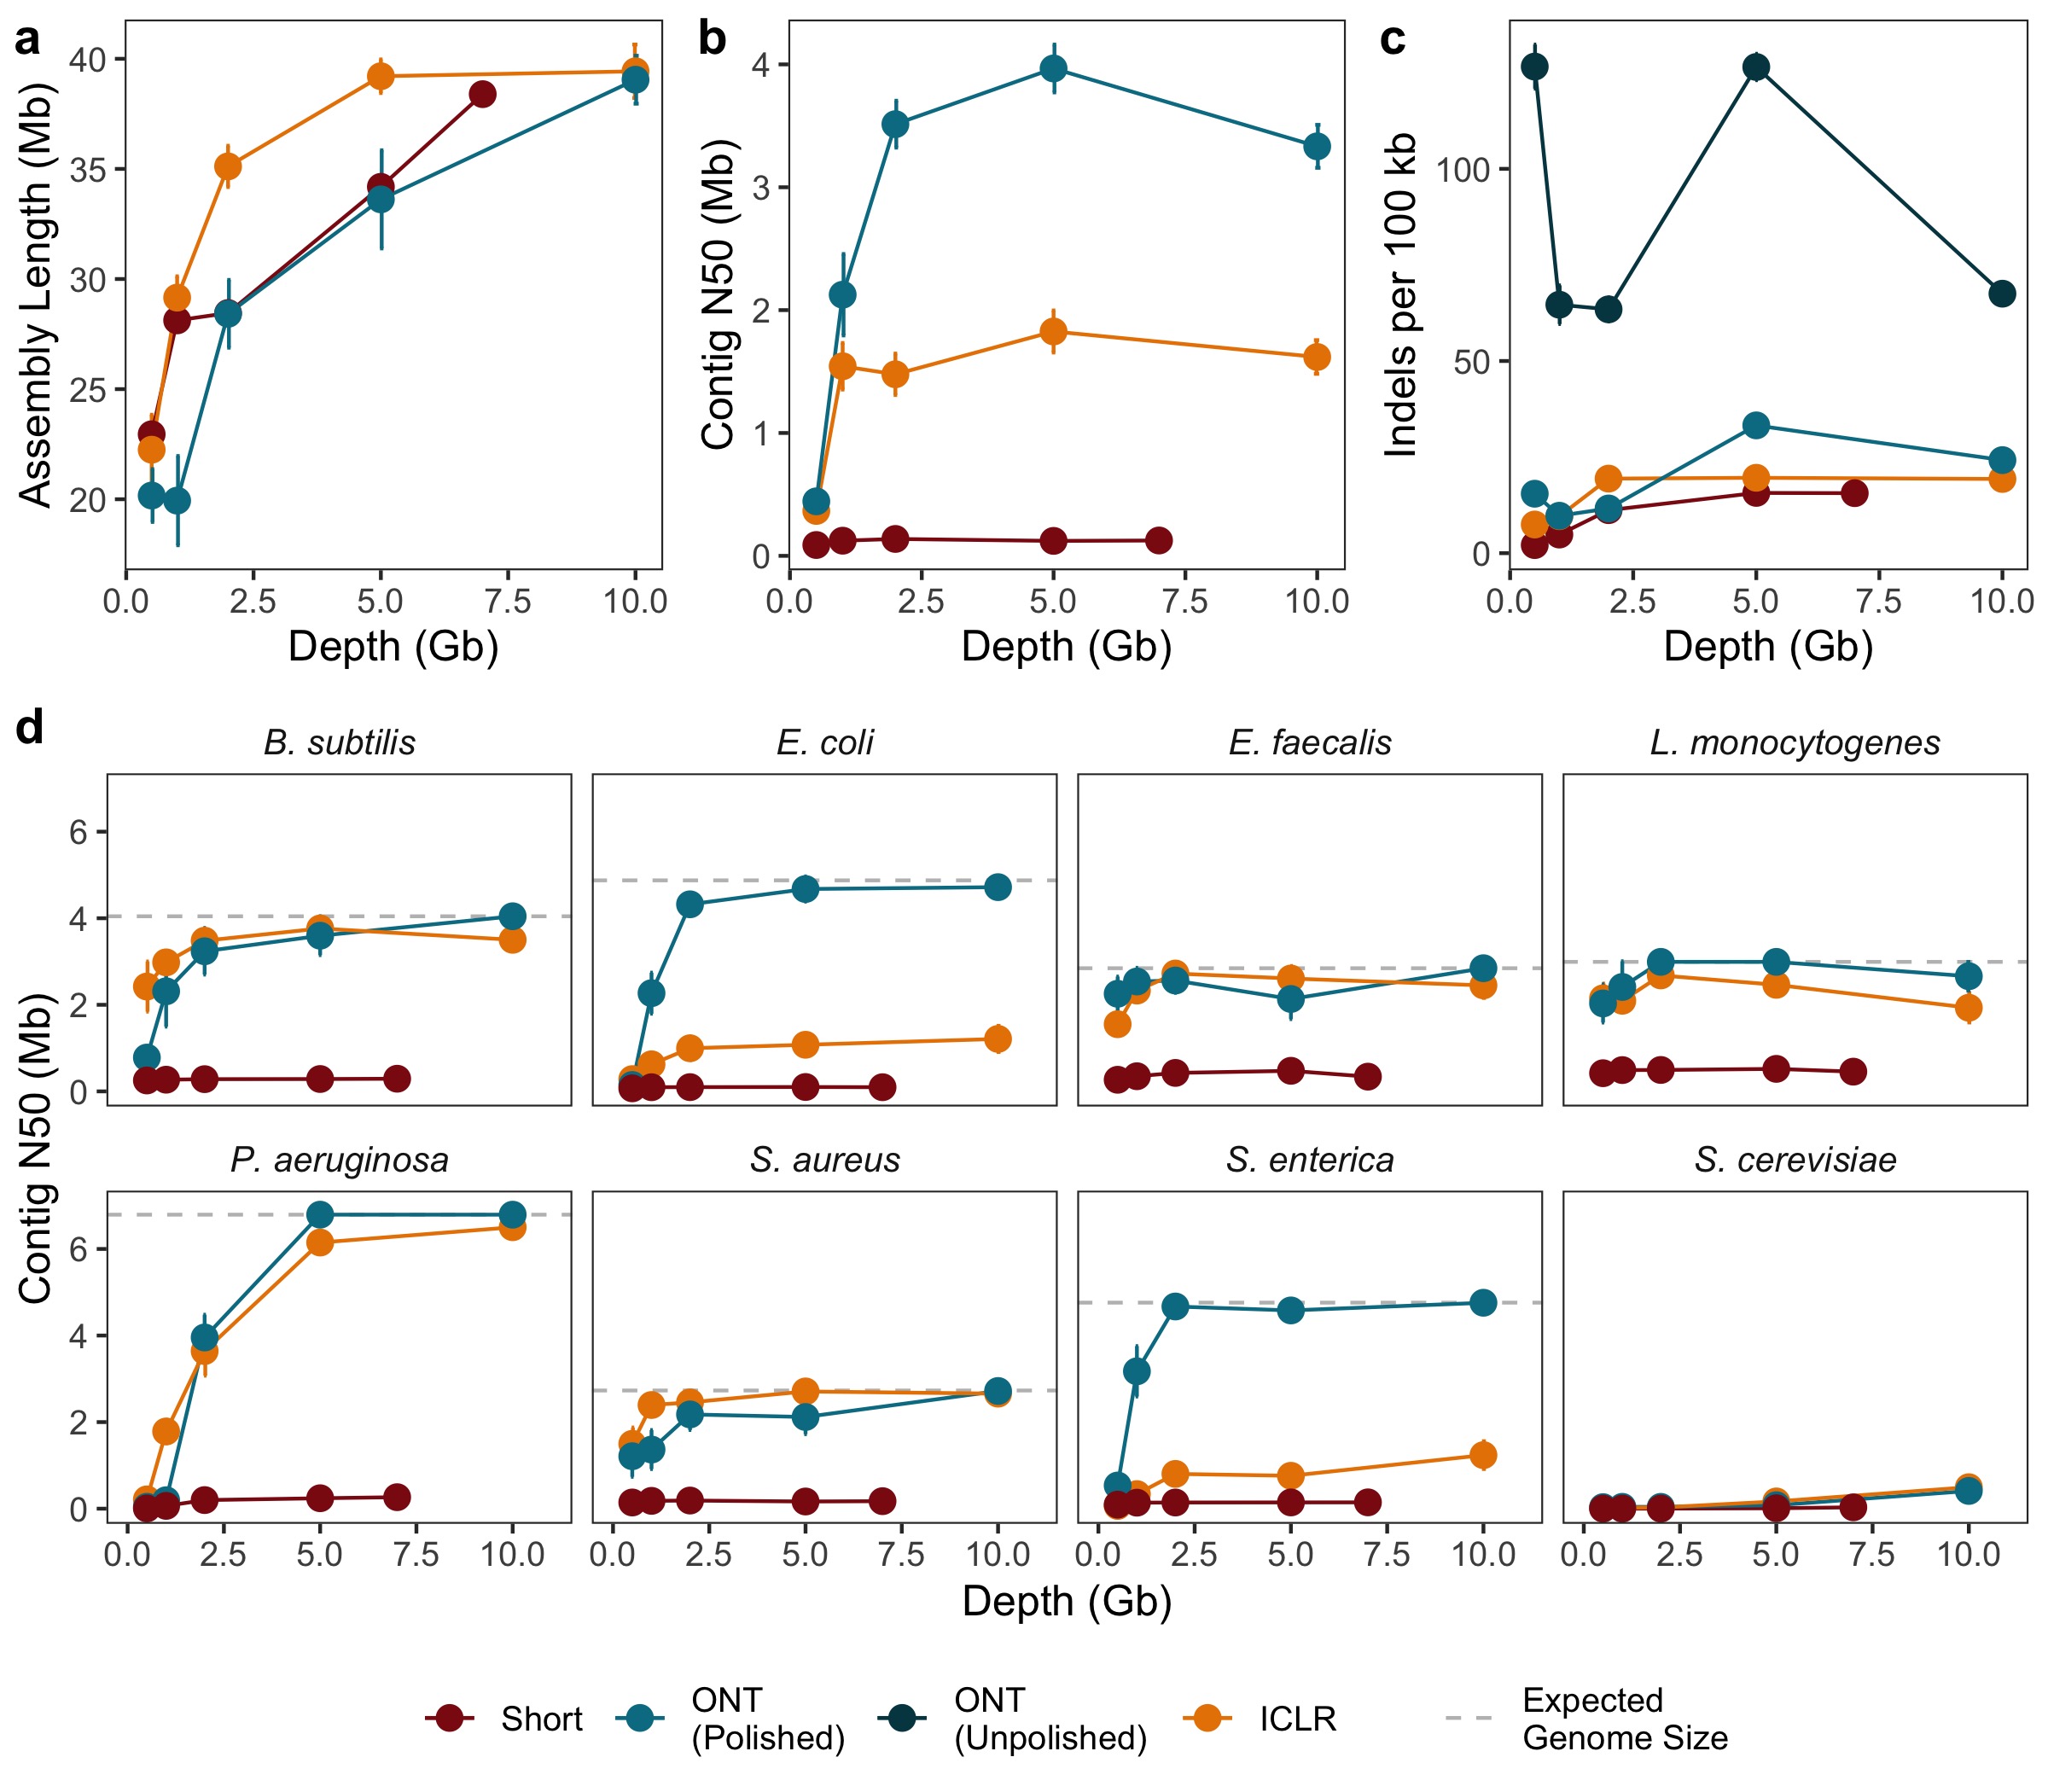 a
Assembly Length (Mb)
40
35
30
25
20
0.0 2.5 5.0 7.5 10.0
Depth (Gb)
b
Contig N50 (Mb)
4
3
2
1
0
0.0 2.5 5.0 7.5 10.0
Depth (Gb)
c
Indels per 100 kb
100
50
0
0.0 2.5 5.0 7.5 10.0
Depth (Gb)
d
B. subtilis
E. coli
E. faecalis
L. monocytogenes
Contig N50 (Mb)
6
4
2
0
P. aeruginosa
S. aureus
S. enterica
S. cerevisiae
6
4
2
0
0.0 2.5 5.0 7.5 10.0
0.0 2.5 5.0 7.5 10.0
0.0 2.5 5.0 7.5 10.0
0.0 2.5 5.0 7.5 10.0
Depth (Gb)
Short
ONT
(Polished)
ONT
(Unpolished)
ICLR
Expected
Genome Size